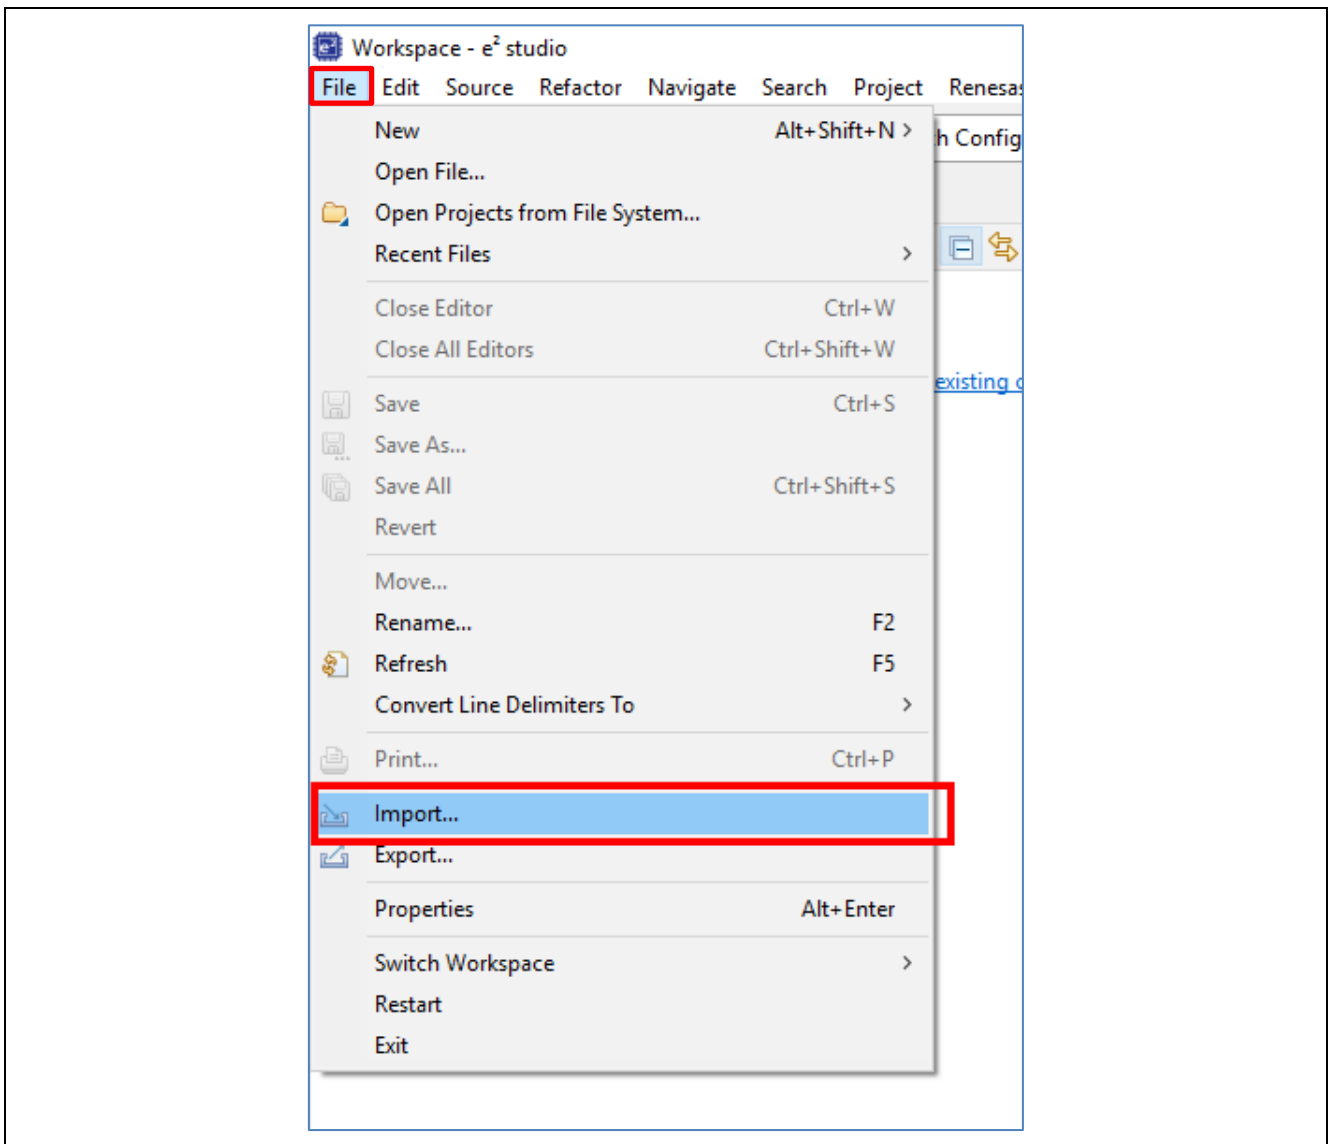 Workspace - e² studio
File Edit Source Refactor Navigate Search Project Renesas
New Alt+Shift+N >
h Config
Open File...
Open Projects from File System...
Recent Files >
Close Editor Ctrl+W
Close All Editors Ctrl+Shift+W
existing
Save Ctrl+S
Save As...
Save All Ctrl+Shift+S
Revert
Move...
Rename... F2
Refresh F5
Convert Line Delimiters To >
Print... Ctrl+P
Import...
Export...
Properties Alt+Enter
Switch Workspace >
Restart
Exit